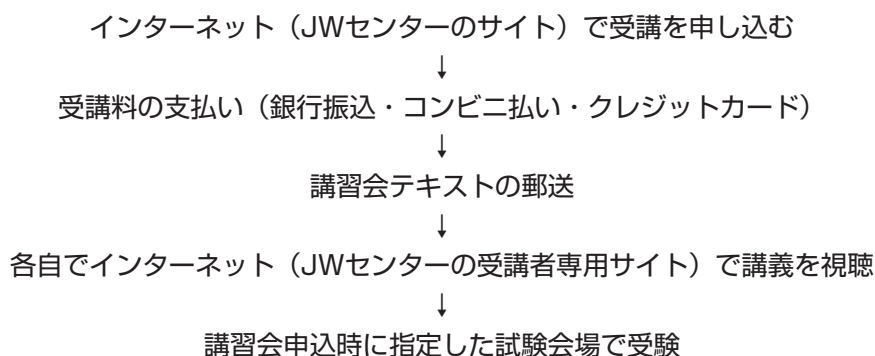 インターネット（JWセンターのサイト）で受講を申し込む
↓
受講料の支払い（銀行振込・コンビニ払い・クレジットカード）
↓
講習会テキストの郵送
↓
各自でインターネット（JWセンターの受講者専用サイト）で講義を視聴
↓
講習会申込時に指定した試験会場で受験